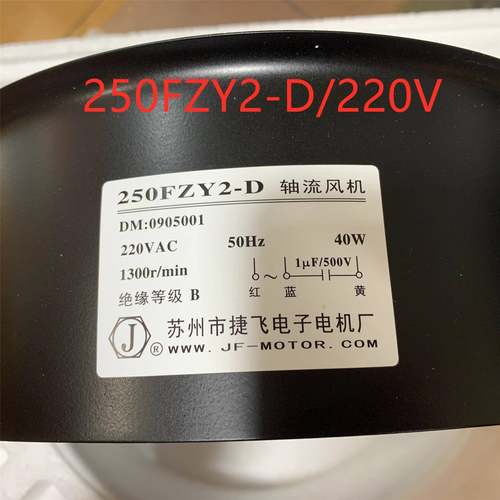 250FZY2-D/220V
250FZY2-D 轴流风机
DM:0905001
220VAC 50Hz 40W
1300r/min 1μF/500V
绝缘等级 B 红 ~ 蓝 黄
J ® 苏州市捷飞电子电机厂
www. JF-MOTOR. COM